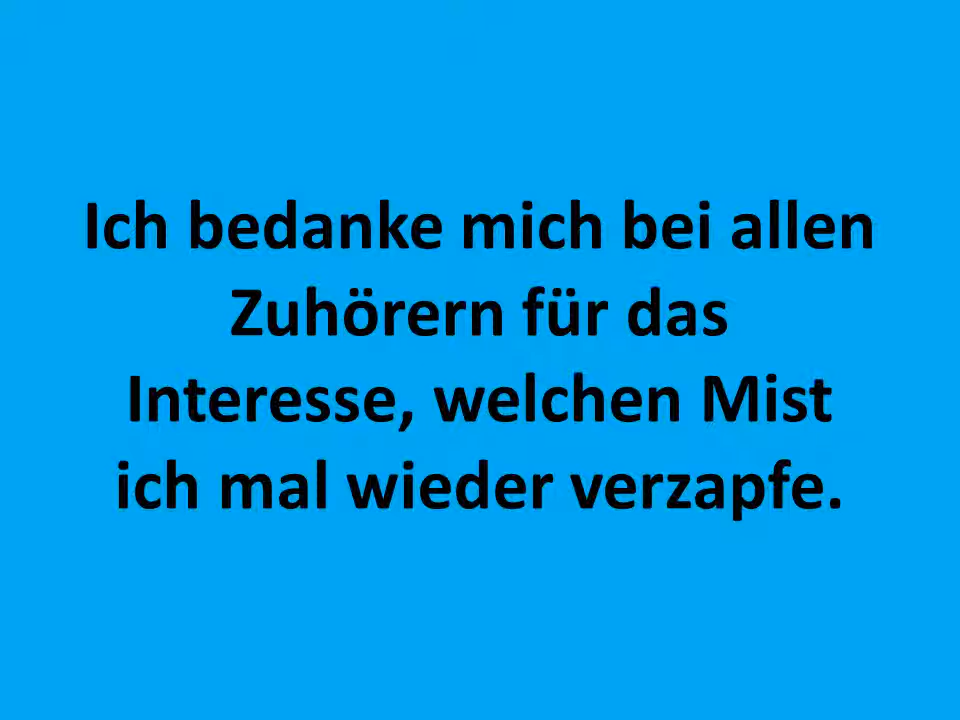 Ich bedanke mich bei allen
Zuhörern für das
Interesse, welchen Mist
ich mal wieder verzapfe.